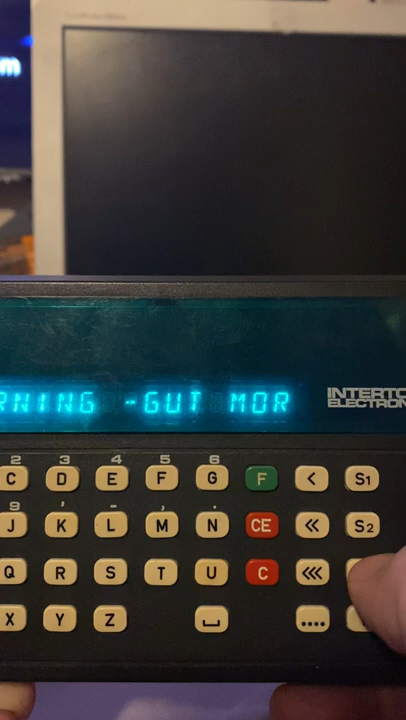 m
RNING -GUT MOR
INTERTO
ELECTRON
2 3 4 5 6
C D E F G F < S1
9 ' - ,
J K L M N CE << S2
Q R S T U C <<<
X Y Z ␣ ....